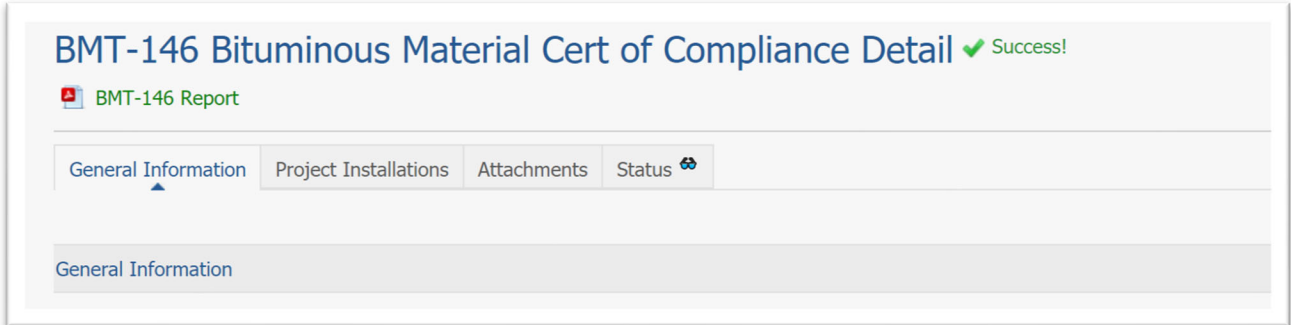 BMT-146 Bituminous Material Cert of Compliance Detail Success!
BMT-146 Report
General Information Project Installations Attachments Status
General Information